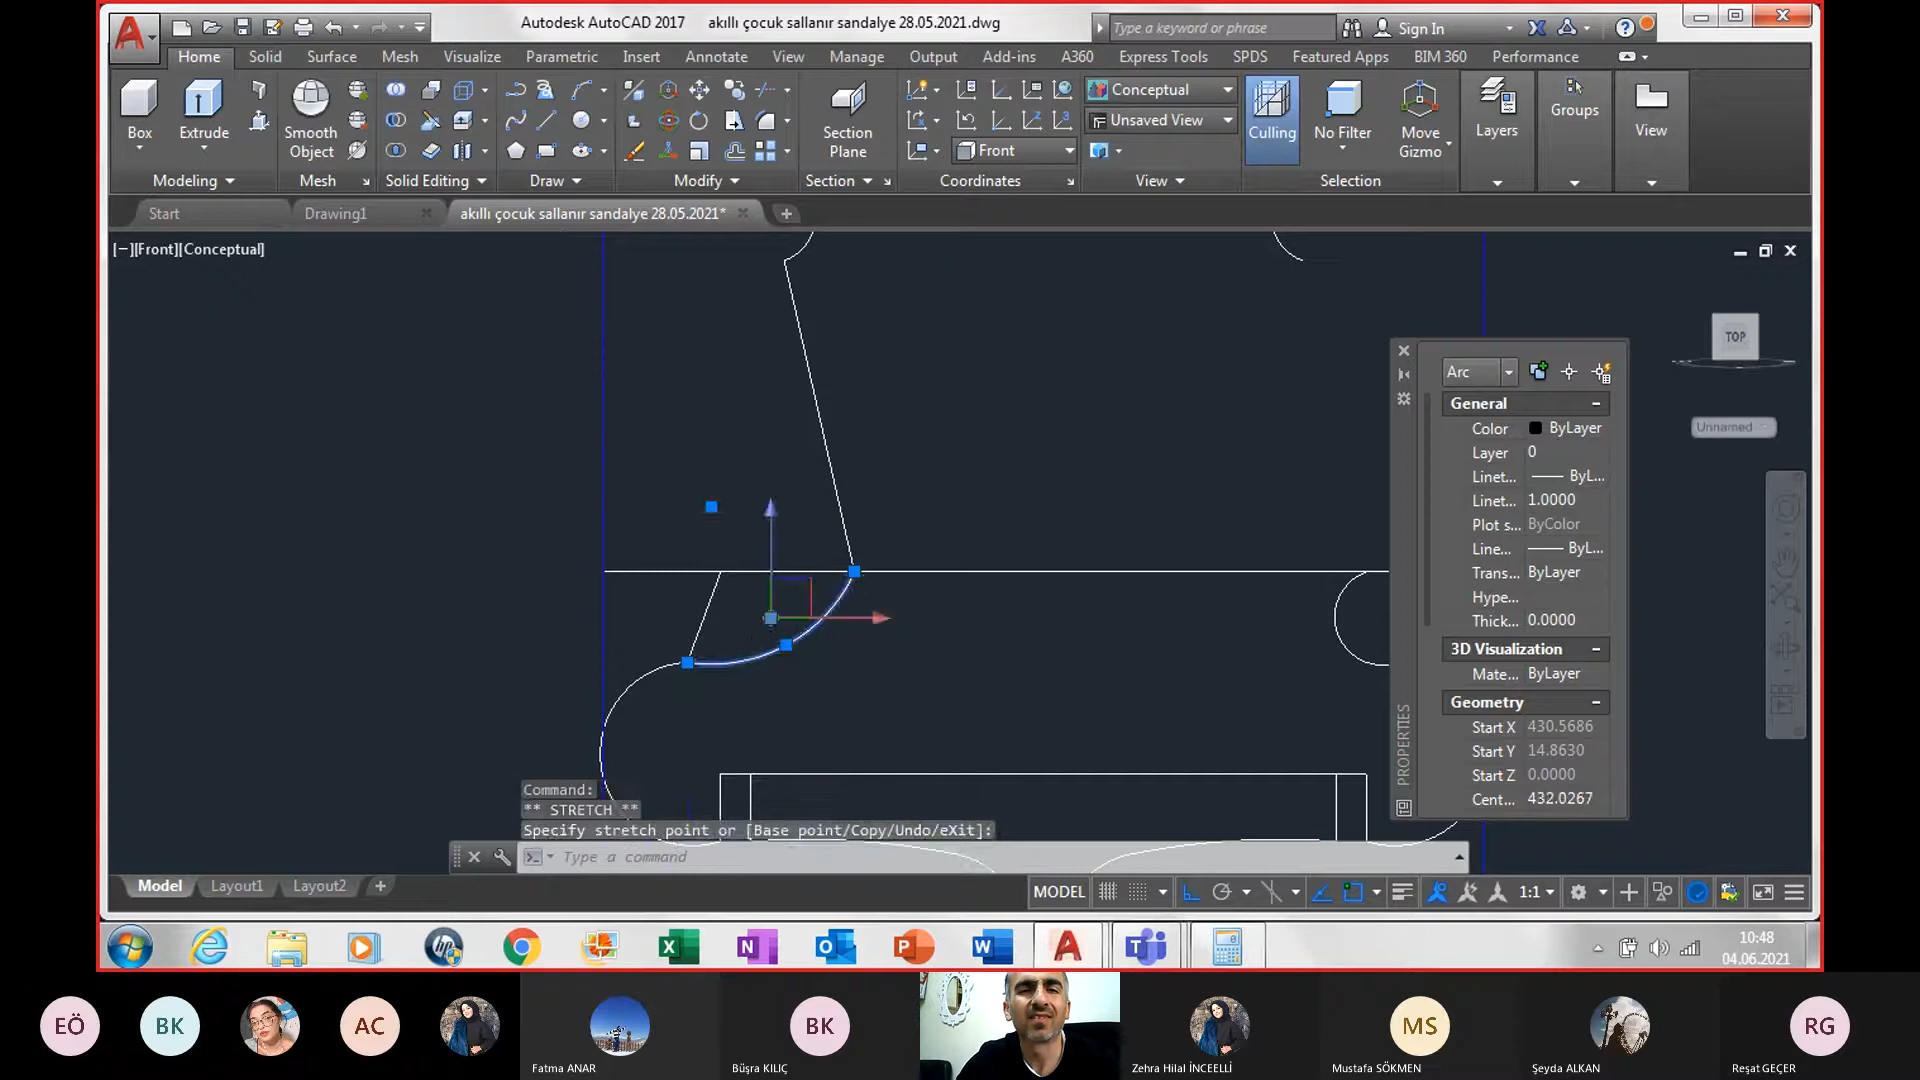 Autodesk AutoCAD 2017 akıllı çocuk sallanır sandalye 28.05.2021.dwg
Type a keyword or phrase
Sign In
Home Solid Surface Mesh Visualize Parametric Insert Annotate View Manage Output Add-ins A360 Express Tools SPDS Featured Apps BIM 360 Performance
Box
Extrude
Smooth Object
Section Plane
Conceptual
Unsaved View
Front
Culling
No Filter
Move Gizmo
Layers
Groups
View
Modeling
Mesh
Solid Editing
Draw
Modify
Section
Coordinates
View
Selection
Start
Drawing1
akıllı çocuk sallanır sandalye 28.05.2021*
[−][Front][Conceptual]
TOP
Unnamed
Arc
General
Color ByLayer
Layer 0
Linet... ByL...
Linet... 1.0000
Plot s... ByColor
Line... ByL...
Trans... ByLayer
Hype...
Thick... 0.0000
3D Visualization
Mate... ByLayer
Geometry
Start X 430.5686
Start Y 14.8630
Start Z 0.0000
Cent... 432.0267
PROPERTIES
Command:
** STRETCH **
Specify stretch point or [Base point/Copy/Undo/eXit]:
Type a command
Model
Layout1
Layout2
MODEL
1:1
10:48
04.06.2021
EÖ
BK
AC
BK
MS
RG
Fatma ANAR
Büşra KILIÇ
Zehra Hilal İNCEELLİ
Mustafa SÖKMEN
Şeyda ALKAN
Reşat GEÇER